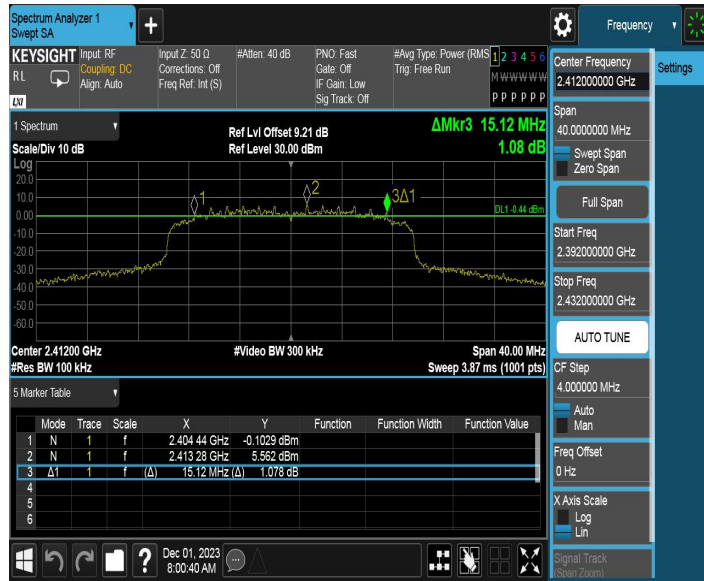 Spectrum Analyzer 1
Swept SA
+
Frequency
KEYSIGHT
RL
LXI
Input: RF
Coupling: DC
Align: Auto
Input Z: 50 Ω
Corrections: Off
Freq Ref: Int (S)
#Atten: 40 dB
PNO: Fast
Gate: Off
IF Gain: Low
Sig Track: Off
#Avg Type: Power (RMS
Trig: Free Run
1 2 3 4 5 6
M W W W W W
P P P P P P
Settings
1 Spectrum
Scale/Div 10 dB
Ref Lvl Offset 9.21 dB
Ref Level 30.00 dBm
ΔMkr3 15.12 MHz
1.08 dB
Log
20.0
10.0
0.00
-10.0
-20.0
-30.0
-40.0
-50.0
-60.0
1
2
3Δ1
DL1 -0.44 dBm
Center 2.41200 GHz
#Video BW 300 kHz
Span 40.00 MHz
#Res BW 100 kHz
Sweep 3.87 ms (1001 pts)
5 Marker Table
Mode Trace Scale X Y Function Function Width Function Value
1 N 1 f 2.404 44 GHz -0.1029 dBm
2 N 1 f 2.413 28 GHz 5.562 dBm
3 Δ1 1 f (Δ) 15.12 MHz (Δ) 1.078 dB
4
5
6
Center Frequency
2.412000000 GHz
Span
40.0000000 MHz
Swept Span
Zero Span
Full Span
Start Freq
2.392000000 GHz
Stop Freq
2.432000000 GHz
AUTO TUNE
CF Step
4.000000 MHz
Auto
Man
Freq Offset
0 Hz
X Axis Scale
Log
Lin
Signal Track
(Span Zoom)
?
Dec 01, 2023
8:00:40 AM